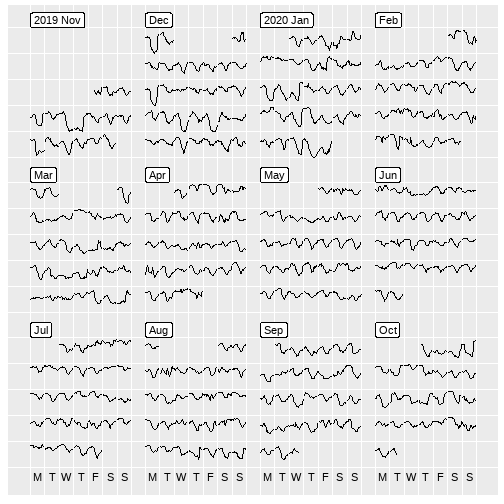 2019 Nov Dec 2020 Jan Feb
Mar Apr May Jun
Jul Aug Sep Oct
M T W T F S S M T W T F S S M T W T F S S M T W T F S S